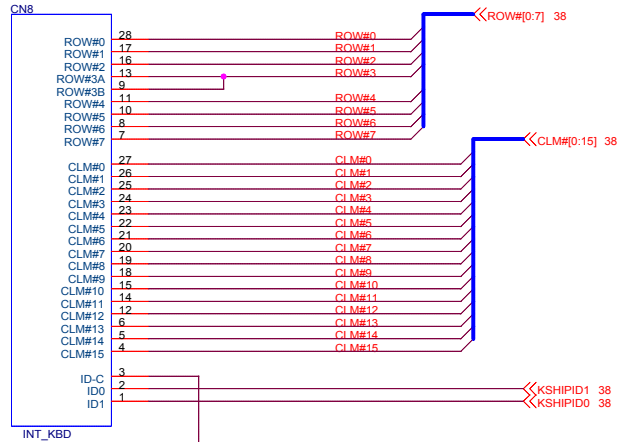 CN8
ROW#[0:7] 38
ROW#0 28 ROW#0
ROW#1 17 ROW#1
ROW#2 16 ROW#2
ROW#3A 13 ROW#3
ROW#3B 9
ROW#4 11 ROW#4
ROW#5 10 ROW#5
ROW#6 8 ROW#6
ROW#7 7 ROW#7
CLM#[0:15] 38
CLM#0 27 CLM#0
CLM#1 26 CLM#1
CLM#2 25 CLM#2
CLM#3 24 CLM#3
CLM#4 23 CLM#4
CLM#5 22 CLM#5
CLM#6 21 CLM#6
CLM#7 20 CLM#7
CLM#8 19 CLM#8
CLM#9 18 CLM#9
CLM#10 15 CLM#10
CLM#11 14 CLM#11
CLM#12 12 CLM#12
CLM#13 6 CLM#13
CLM#14 5 CLM#14
CLM#15 4 CLM#15
ID-C 3
ID0 2 KSHIPID1 38
ID1 1 KSHIPID0 38
INT_KBD